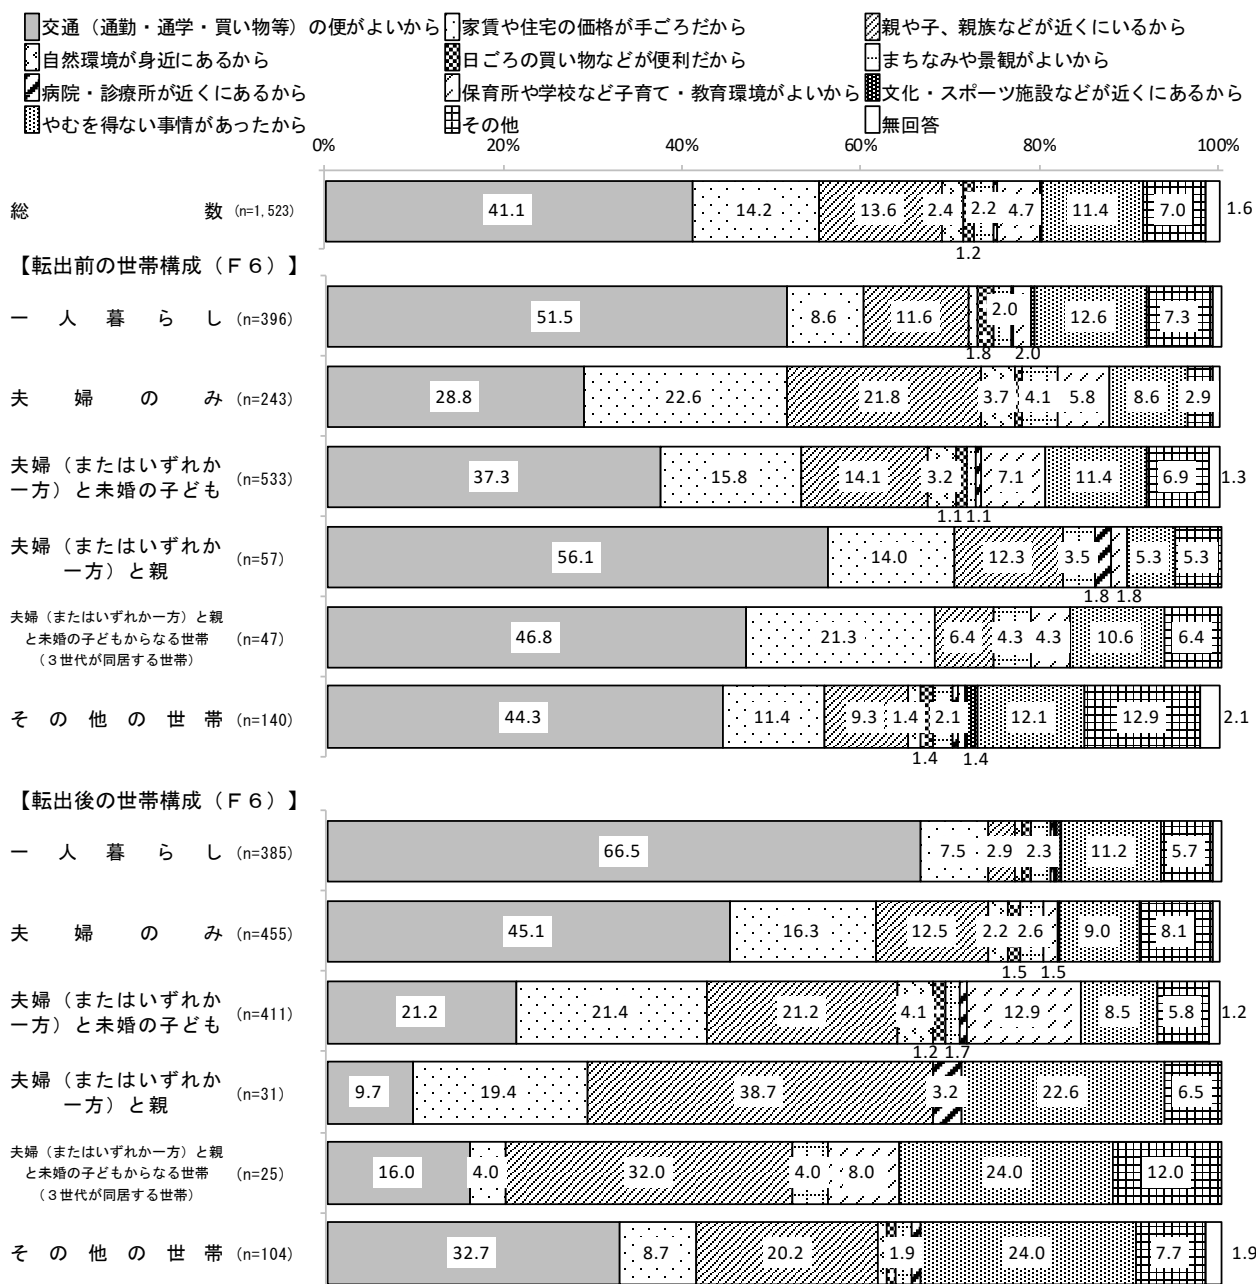 交通（通勤・通学・買い物等）の便がよいから 家賃や住宅の価格が手ごろだから 親や子、親族などが近くにいるから
自然環境が身近にあるから 日ごろの買い物などが便利だから まちなみや景観がよいから
病院・診療所が近くにあるから 保育所や学校など子育て・教育環境がよいから 文化・スポーツ施設などが近くにあるから
やむを得ない事情があったから その他 無回答
0% 20% 40% 60% 80% 100%
総数 (n=1,523) 41.1 14.2 13.6 2.4 2.2 4.7 11.4 7.0 1.6
1.2
【転出前の世帯構成（Ｆ６）】
一人暮らし (n=396) 51.5 8.6 11.6 2.0 12.6 7.3
1.8 2.0
夫婦のみ (n=243) 28.8 22.6 21.8 3.7 4.1 5.8 8.6 2.9
夫婦（またはいずれか
一方）と未婚の子ども (n=533) 37.3 15.8 14.1 3.2 7.1 11.4 6.9 1.3
1.1 1.1
夫婦（またはいずれか
一方）と親 (n=57) 56.1 14.0 12.3 3.5 5.3 5.3
1.8 1.8
夫婦（またはいずれか一方）と親
と未婚の子どもからなる世帯 (n=47) 46.8 21.3 6.4 4.3 4.3 10.6 6.4
（３世代が同居する世帯）
その他の世帯 (n=140) 44.3 11.4 9.3 1.4 2.1 12.1 12.9 2.1
1.4 1.4
【転出後の世帯構成（Ｆ６）】
一人暮らし (n=385) 66.5 7.5 2.9 2.3 11.2 5.7
夫婦のみ (n=455) 45.1 16.3 12.5 2.2 2.6 9.0 8.1
1.5 1.5
夫婦（またはいずれか
一方）と未婚の子ども (n=411) 21.2 21.4 21.2 4.1 12.9 8.5 5.8 1.2
1.2 1.7
夫婦（またはいずれか
一方）と親 (n=31) 9.7 19.4 38.7 3.2 22.6 6.5
夫婦（またはいずれか一方）と親
と未婚の子どもからなる世帯 (n=25) 16.0 4.0 32.0 4.0 8.0 24.0 12.0
（３世代が同居する世帯）
その他の世帯 (n=104) 32.7 8.7 20.2 1.9 24.0 7.7 1.9